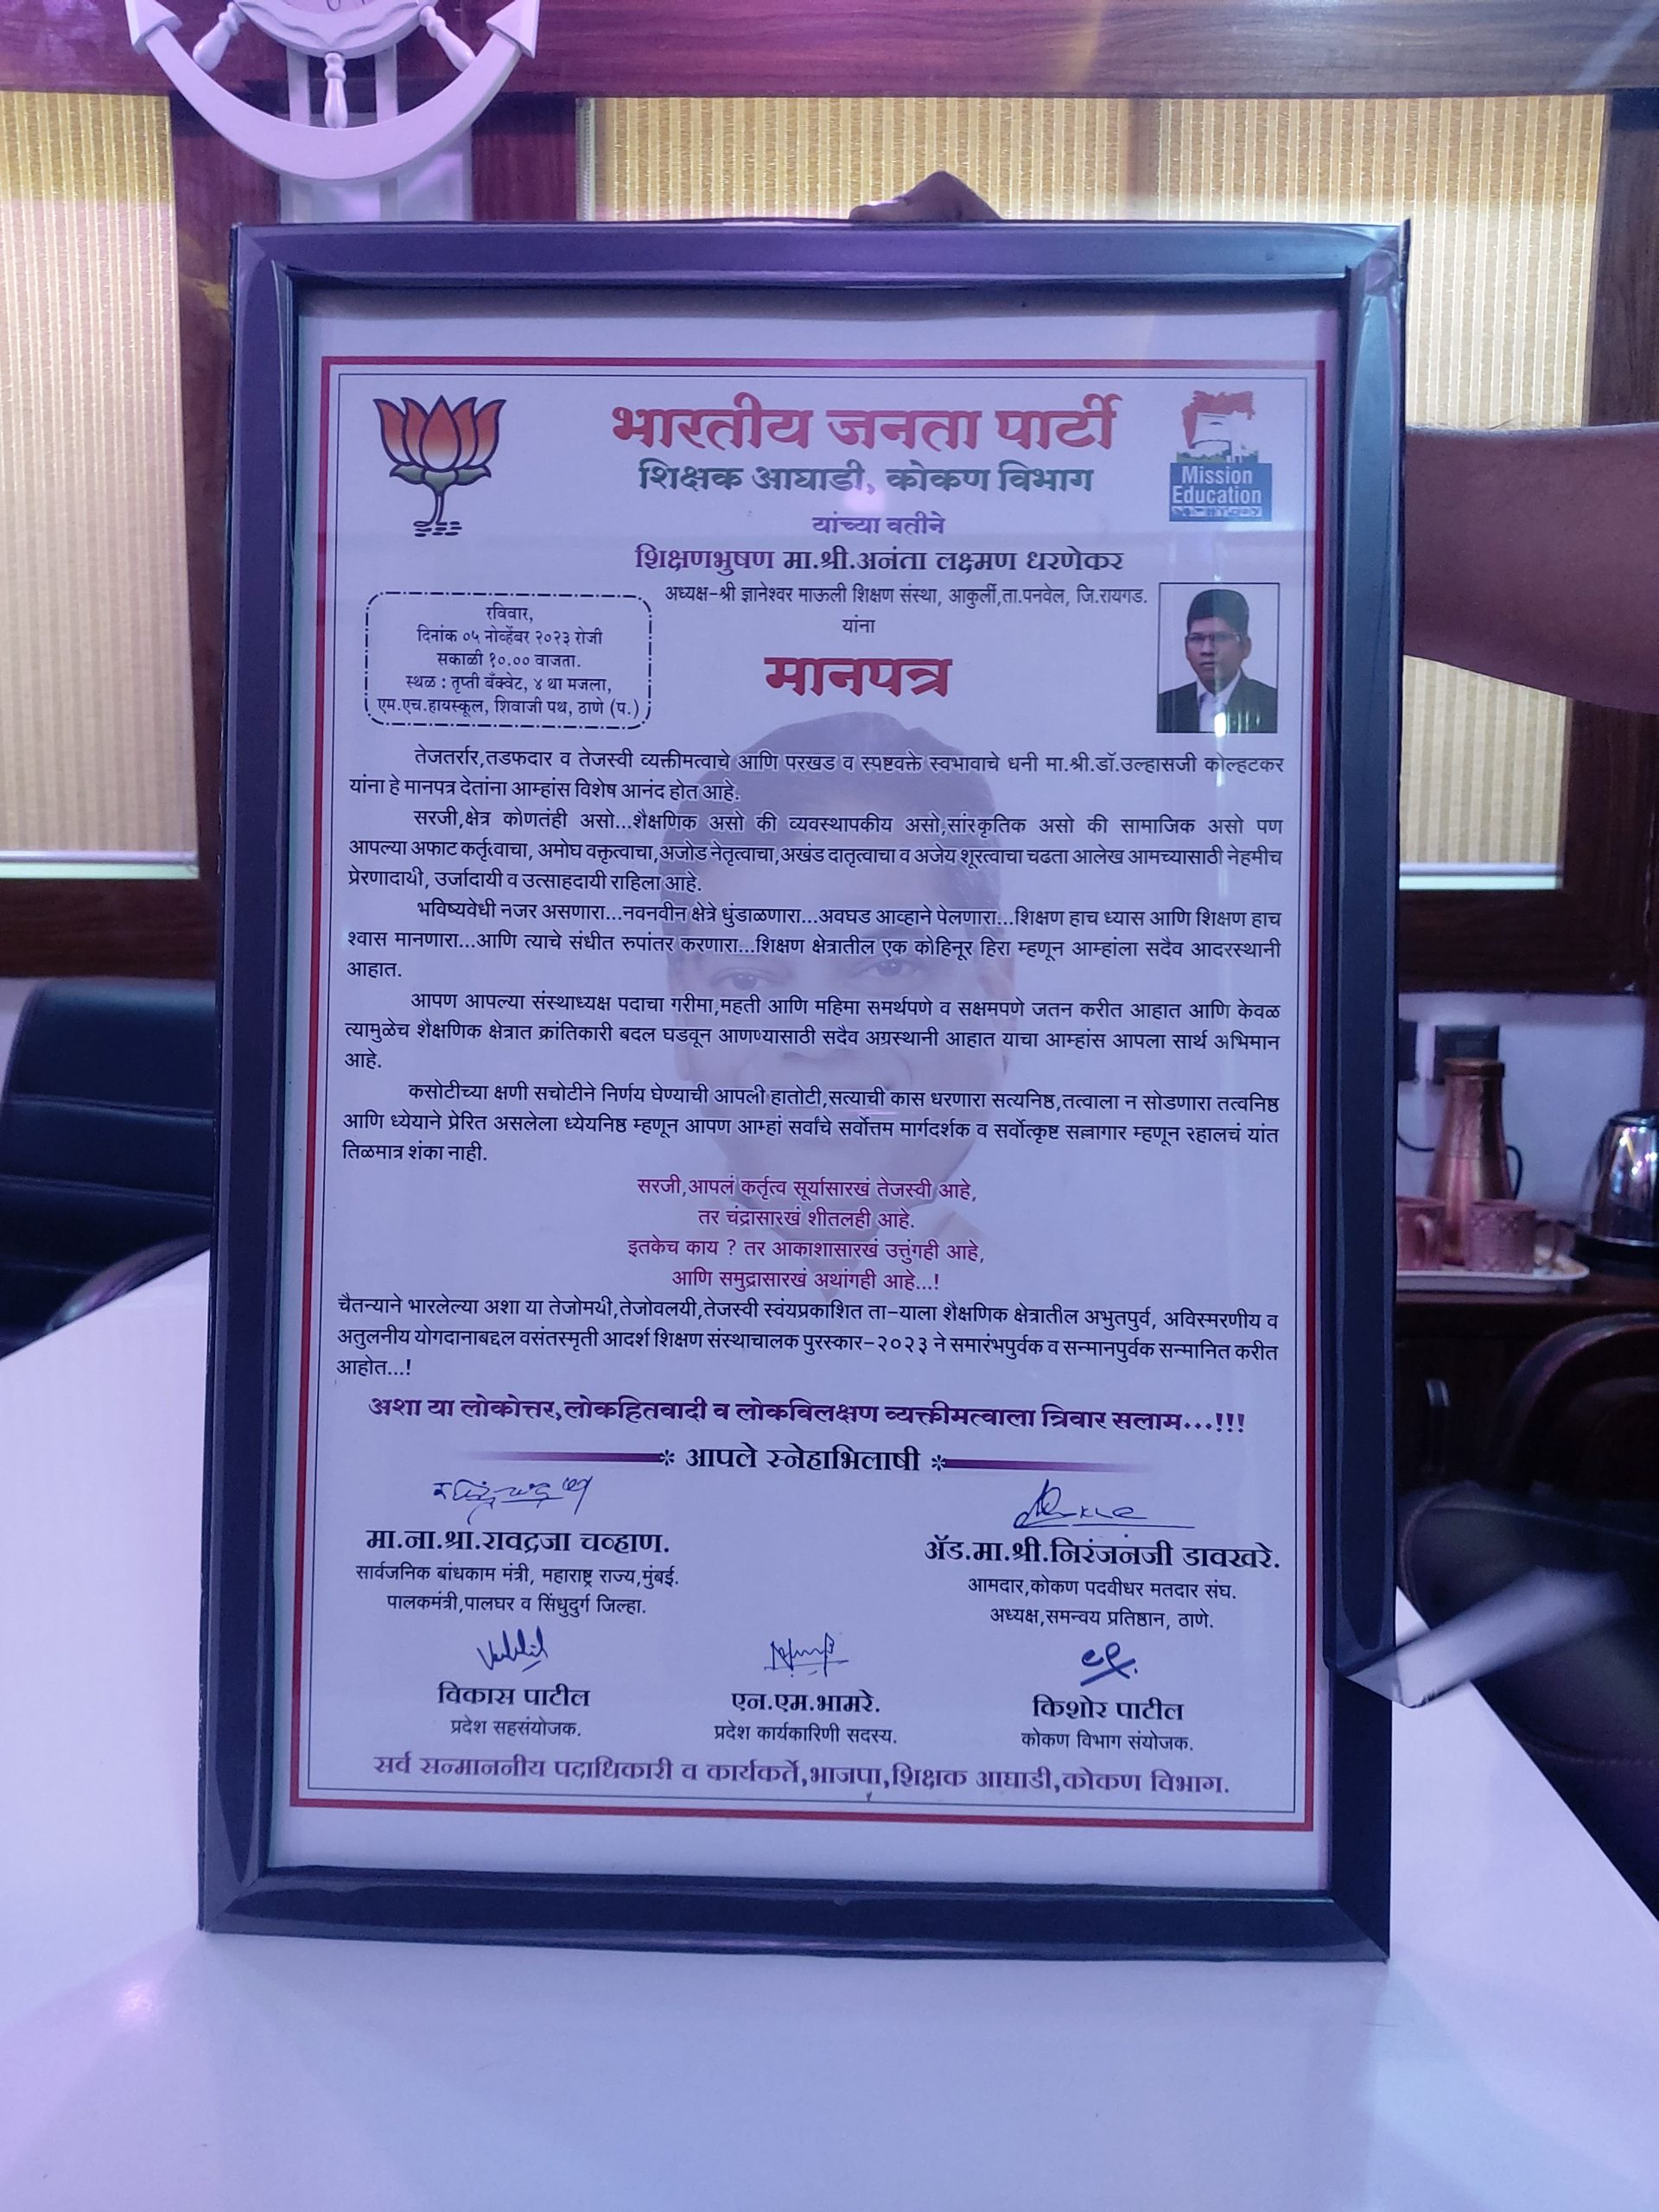 भारतीय जनता पार्टी
शिक्षक आघाडी, कोकण विभाग
Mission
Education
यांच्या वतीने
शिक्षणभुषण मा.श्री.अनंता लक्ष्मण धरणेकर
अध्यक्ष-श्री ज्ञानेश्वर माऊली शिक्षण संस्था, आकुर्ली,ता.पनवेल, जि.रायगड.
यांना
रविवार,
दिनांक ०५ नोव्हेंबर २०२३ रोजी
सकाळी १०.०० वाजता.
स्थळ : तृप्ती बँक्वेट, ४ था मजला,
एम.एच.हायस्कूल, शिवाजी पथ, ठाणे (प.)
मानपत्र
तेजतर्रार,तडफदार व तेजस्वी व्यक्तीमत्वाचे आणि परखड व स्पष्टवक्ते स्वभावाचे धनी मा.श्री.डॉ.उल्हासजी कोल्हटकर
यांना हे मानपत्र देतांना आम्हांस विशेष आनंद होत आहे.
सरजी,क्षेत्र कोणतंही असो...शैक्षणिक असो की व्यवस्थापकीय असो,सांस्कृतिक असो की सामाजिक असो पण
आपल्या अफाट कर्तृत्वाचा, अमोघ वक्तृत्वाचा,अजोड नेतृत्वाचा,अखंड दातृत्वाचा व अजेय शूरत्वाचा चढता आलेख आमच्यासाठी नेहमीच
प्रेरणादायी, उर्जादायी व उत्साहदायी राहिला आहे.
भविष्यवेधी नजर असणारा...नवनवीन क्षेत्रे धुंडाळणारा...अवघड आव्हाने पेलणारा...शिक्षण हाच ध्यास आणि शिक्षण हाच
श्वास मानणारा...आणि त्याचे संधीत रुपांतर करणारा...शिक्षण क्षेत्रातील एक कोहिनूर हिरा म्हणून आम्हांला सदैव आदरस्थानी
आहात.
आपण आपल्या संस्थाध्यक्ष पदाचा गरीमा,महती आणि महिमा समर्थपणे व सक्षमपणे जतन करीत आहात आणि केवळ
त्यामुळेच शैक्षणिक क्षेत्रात क्रांतिकारी बदल घडवून आणण्यासाठी सदैव अग्रस्थानी आहात याचा आम्हांस आपला सार्थ अभिमान
आहे.
कसोटीच्या क्षणी सचोटीने निर्णय घेण्याची आपली हातोटी,सत्याची कास धरणारा सत्यनिष्ठ,तत्वाला न सोडणारा तत्वनिष्ठ
आणि ध्येयाने प्रेरित असलेला ध्येयनिष्ठ म्हणून आपण आम्हां सर्वांचे सर्वोत्तम मार्गदर्शक व सर्वोत्कृष्ट सल्लागार म्हणून रहालचं यांत
तिळमात्र शंका नाही.
सरजी,आपलं कर्तृत्व सूर्यासारखं तेजस्वी आहे,
तर चंद्रासारखं शीतलही आहे.
इतकेच काय ? तर आकाशासारखं उत्तुंगही आहे,
आणि समुद्रासारखं अथांगही आहे...!
चैतन्याने भारलेल्या अशा या तेजोमयी,तेजोवलयी,तेजस्वी स्वंयप्रकाशित ता-याला शैक्षणिक क्षेत्रातील अभुतपुर्व, अविस्मरणीय व
अतुलनीय योगदानाबद्दल वसंतस्मृती आदर्श शिक्षण संस्थाचालक पुरस्कार-२०२३ ने समारंभपुर्वक व सन्मानपुर्वक सन्मानित करीत
आहोत...!
अशा या लोकोत्तर,लोकहितवादी व लोकविलक्षण व्यक्तीमत्वाला त्रिवार सलाम...!!!
* आपले स्नेहाभिलाषी *
मा.ना.श्री.रविंद्रजी चव्हाण.
सार्वजनिक बांधकाम मंत्री, महाराष्ट्र राज्य,मुंबई.
पालकमंत्री,पालघर व सिंधुदुर्ग जिल्हा.
ॲड.मा.श्री.निरंजनजी डावखरे.
आमदार,कोकण पदवीधर मतदार संघ.
अध्यक्ष,समन्वय प्रतिष्ठान, ठाणे.
विकास पाटील
प्रदेश सहसंयोजक.
एन.एम.भामरे.
प्रदेश कार्यकारिणी सदस्य.
किशोर पाटील
कोकण विभाग संयोजक.
सर्व सन्माननीय पदाधिकारी व कार्यकर्ते,भाजपा,शिक्षक आघाडी,कोकण विभाग.